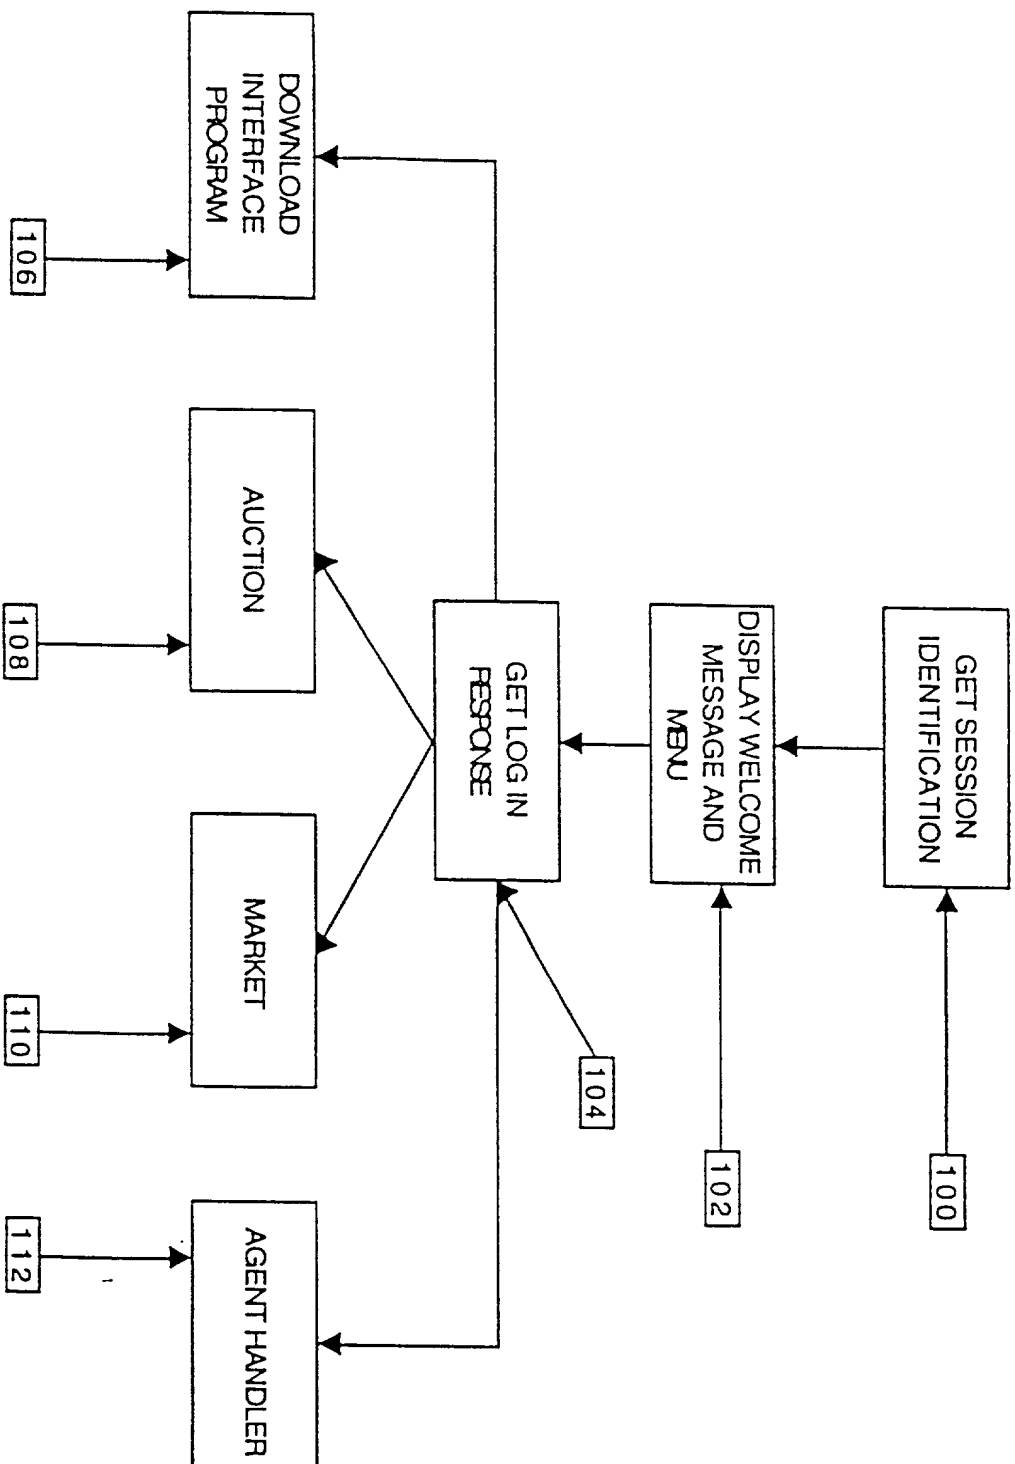 GET SESSION
IDENTIFICATION
100
DISPLAY WELCOME
MESSAGE AND
MENU
102
GET LOG IN
RESPONSE
104
DOWNLOAD
INTERFACE
PROGRAM
AUCTION
MARKET
AGENT HANDLER
106
108
110
112